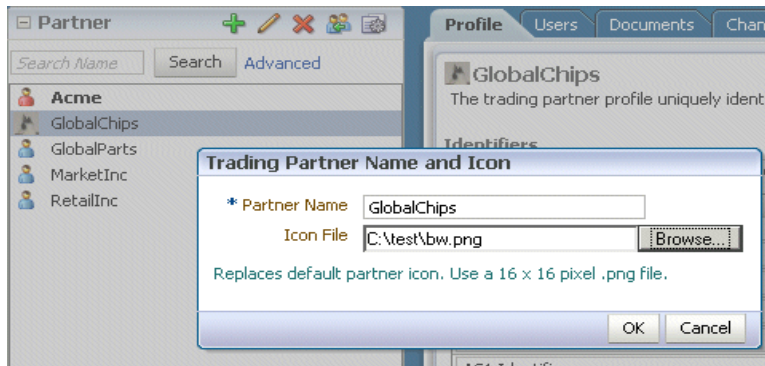 Partner
Profile Users Documents Chan
Search Name Search Advanced
Acme
GlobalChips
GlobalParts
MarketInc
RetailInc
GlobalChips
The trading partner profile uniquely ident
Identifiers
Trading Partner Name and Icon
* Partner Name GlobalChips
Icon File C:\test\bw.png Browse...
Replaces default partner icon. Use a 16 x 16 pixel .png file.
OK Cancel